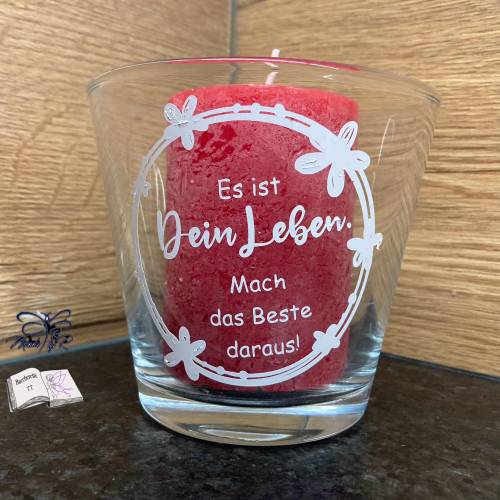 Es ist
Dein Leben.
Mach
das Beste
daraus!